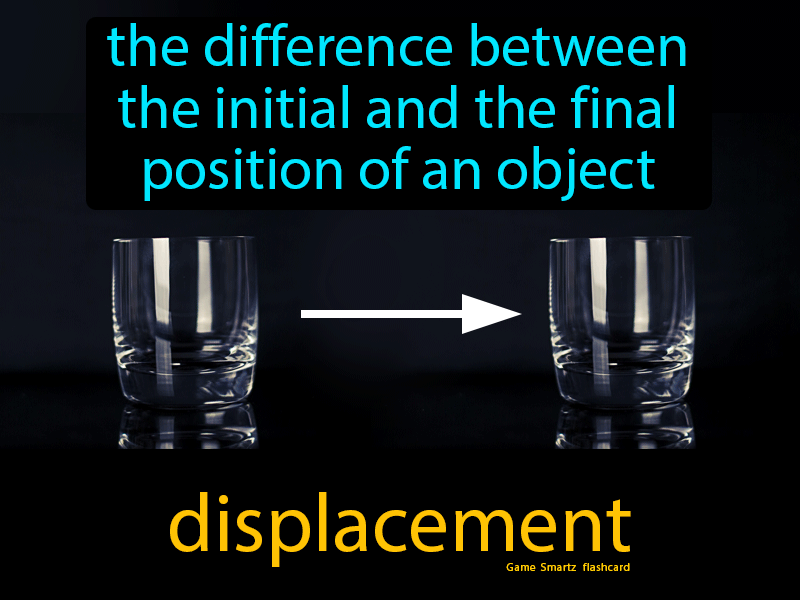 the difference between
the initial and the final
position of an object
displacement
Game Smartz flashcard